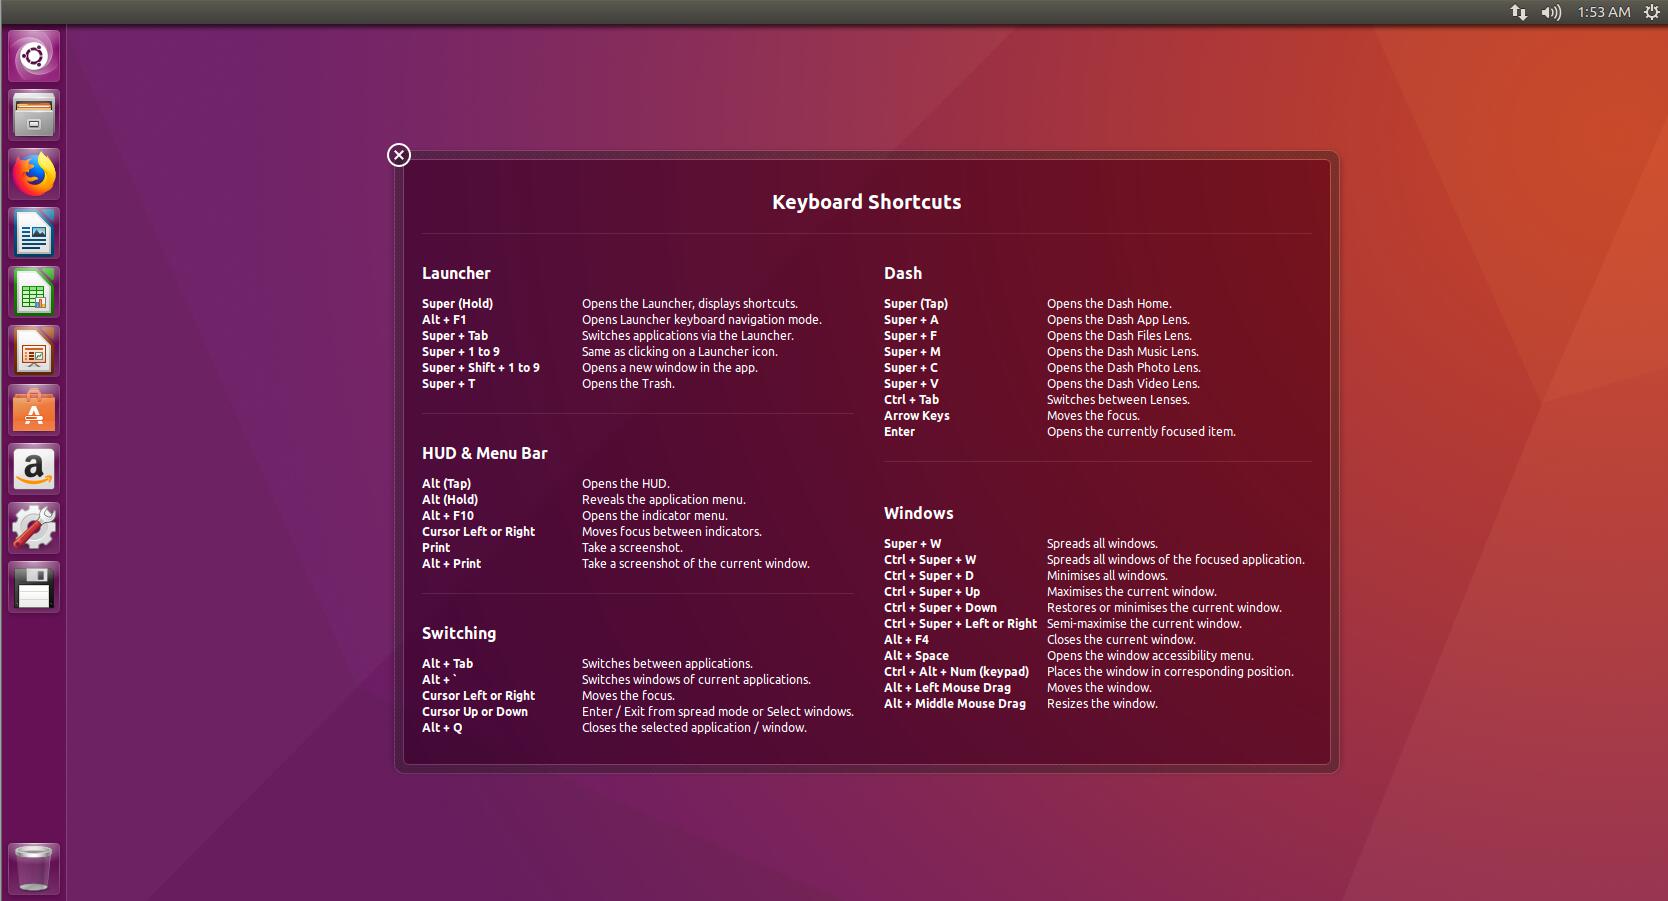 1:53 AM
Keyboard Shortcuts
Launcher
Super (Hold) Opens the Launcher, displays shortcuts.
Alt + F1 Opens Launcher keyboard navigation mode.
Super + Tab Switches applications via the Launcher.
Super + 1 to 9 Same as clicking on a Launcher icon.
Super + Shift + 1 to 9 Opens a new window in the app.
Super + T Opens the Trash.
HUD & Menu Bar
Alt (Tap) Opens the HUD.
Alt (Hold) Reveals the application menu.
Alt + F10 Opens the indicator menu.
Cursor Left or Right Moves focus between indicators.
Print Take a screenshot.
Alt + Print Take a screenshot of the current window.
Switching
Alt + Tab Switches between applications.
Alt + ` Switches windows of current applications.
Cursor Left or Right Moves the focus.
Cursor Up or Down Enter / Exit from spread mode or Select windows.
Alt + Q Closes the selected application / window.
Dash
Super (Tap) Opens the Dash Home.
Super + A Opens the Dash App Lens.
Super + F Opens the Dash Files Lens.
Super + M Opens the Dash Music Lens.
Super + C Opens the Dash Photo Lens.
Super + V Opens the Dash Video Lens.
Ctrl + Tab Switches between Lenses.
Arrow Keys Moves the focus.
Enter Opens the currently focused item.
Windows
Super + W Spreads all windows.
Ctrl + Super + W Spreads all windows of the focused application.
Ctrl + Super + D Minimises all windows.
Ctrl + Super + Up Maximises the current window.
Ctrl + Super + Down Restores or minimises the current window.
Ctrl + Super + Left or Right Semi-maximise the current window.
Alt + F4 Closes the current window.
Alt + Space Opens the window accessibility menu.
Ctrl + Alt + Num (keypad) Places the window in corresponding position.
Alt + Left Mouse Drag Moves the window.
Alt + Middle Mouse Drag Resizes the window.